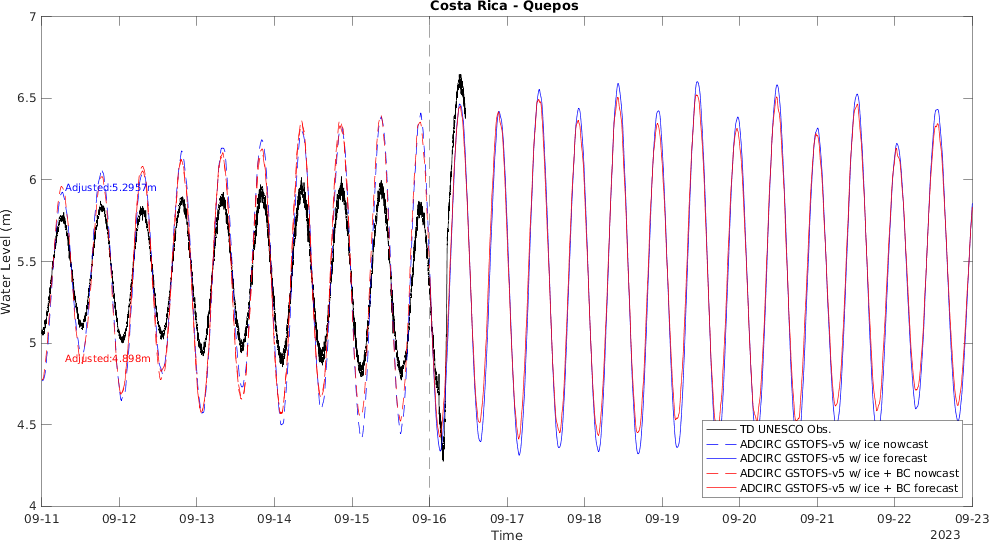 Costa Rica - Quepos
7
6.5
6
5.5
5
4.5
4
Water Level (m)
Adjusted:5.2957m
Adjusted:4.898m
TD UNESCO Obs.
ADCIRC GSTOFS-v5 w/ ice nowcast
ADCIRC GSTOFS-v5 w/ ice forecast
ADCIRC GSTOFS-v5 w/ ice + BC nowcast
ADCIRC GSTOFS-v5 w/ ice + BC forecast
09-11 09-12 09-13 09-14 09-15 09-16 09-17 09-18 09-19 09-20 09-21 09-22 09-23
Time
2023